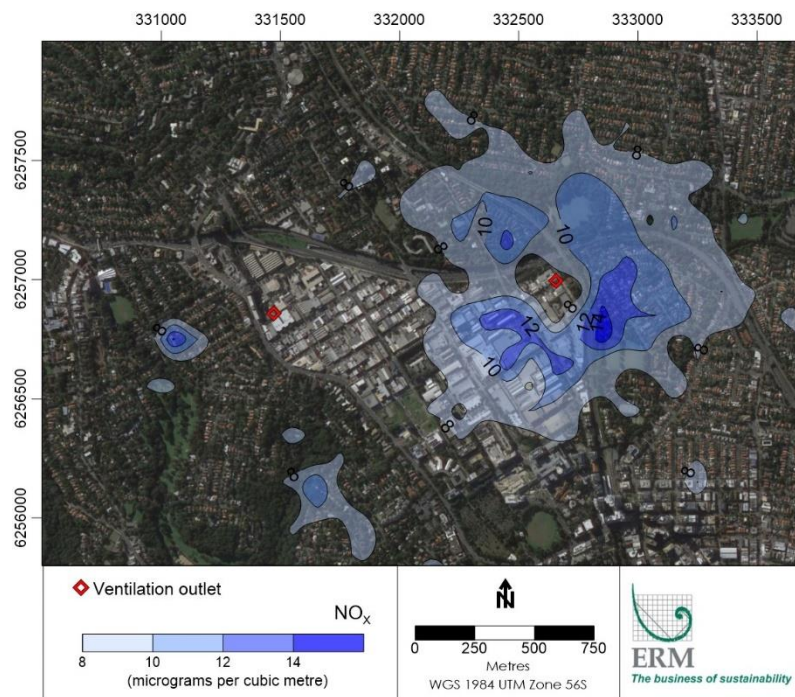 331000 331500 332000 332500 333000 333500
6257500
6257000
6256500
6256000
8
8
8
8
10
10
8
12
12
14
10
8
8
8
8
8
Ventilation outlet
NOx
8 10 12 14
(micrograms per cubic metre)
N
0 250 500 750
Metres
WGS 1984 UTM Zone 56S
ERM
The business of sustainability